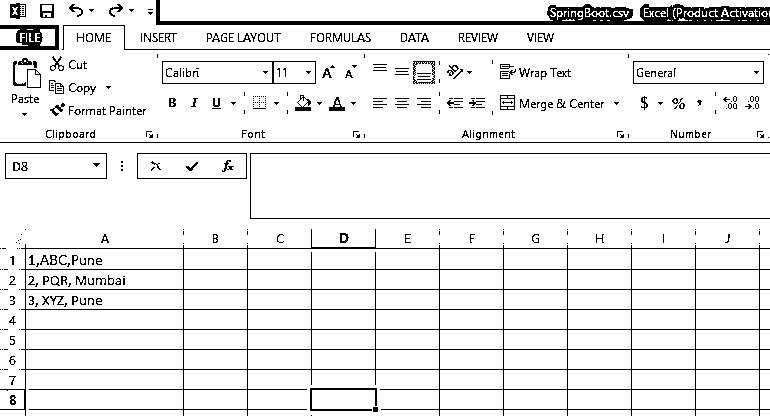 SpringBoot.csv Excel (Product Activation
FILE HOME INSERT PAGE LAYOUT FORMULAS DATA REVIEW VIEW
Cut
Copy
Format Painter
Paste
Calibri 11 A A
B I U A
Wrap Text
Merge & Center
General
$ % ,
Clipboard Font Alignment Number
D8 fx
A B C D E F G H I J
1 1,ABC,Pune
2 2, PQR, Mumbai
3 3, XYZ, Pune
4
5
6
7
8